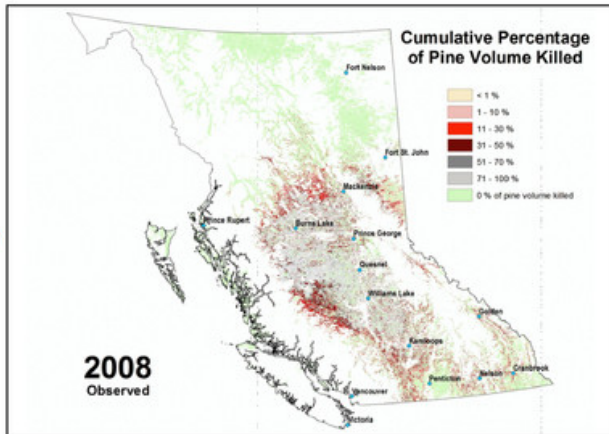 Cumulative Percentage
of Pine Volume Killed
< 1 %
1 - 10 %
11 - 30 %
31 - 50 %
51 - 70 %
71 - 100 %
0 % of pine volume killed
Fort Nelson
Fort St. John
Mackenzie
Prince Rupert
Burns Lake
Prince George
Quesnel
Williams Lake
Golden
Kamloops
Cranbrook
Nelson
Penticton
Vancouver
Victoria
2008
Observed